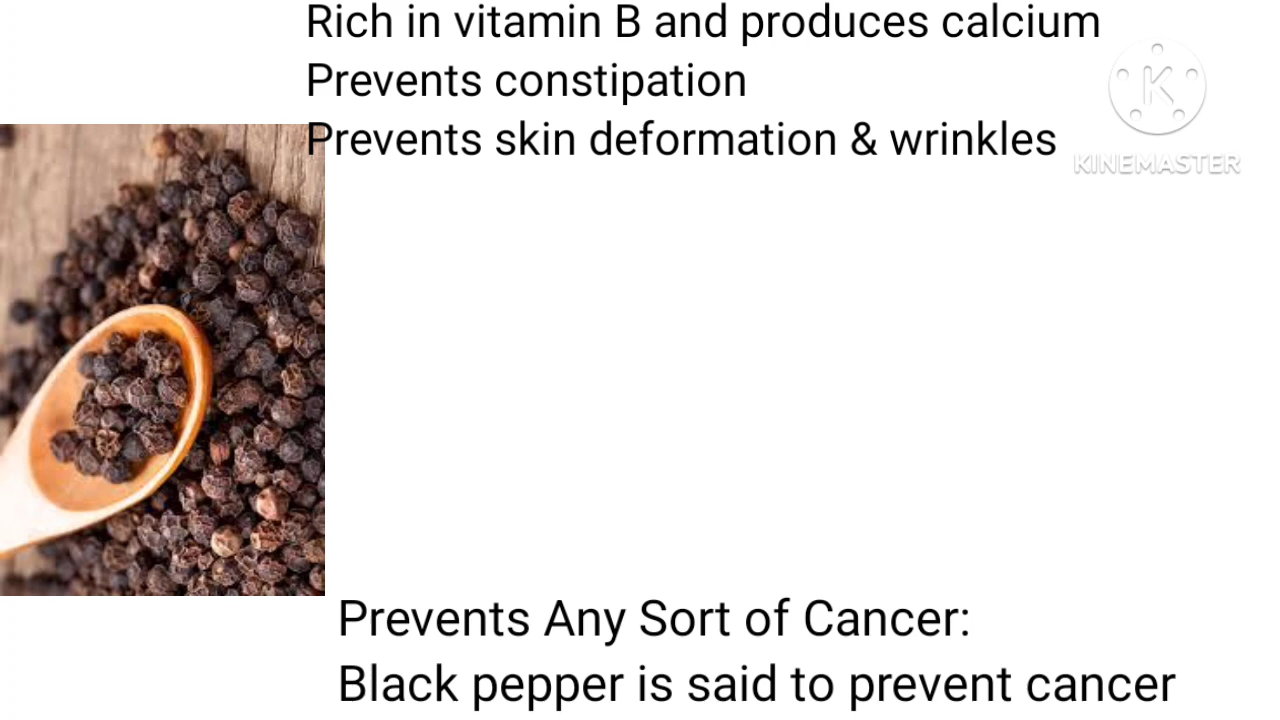 Rich in vitamin B and produces calcium
Prevents constipation
Prevents skin deformation & wrinkles
KINEMASTER
Prevents Any Sort of Cancer:
Black pepper is said to prevent cancer